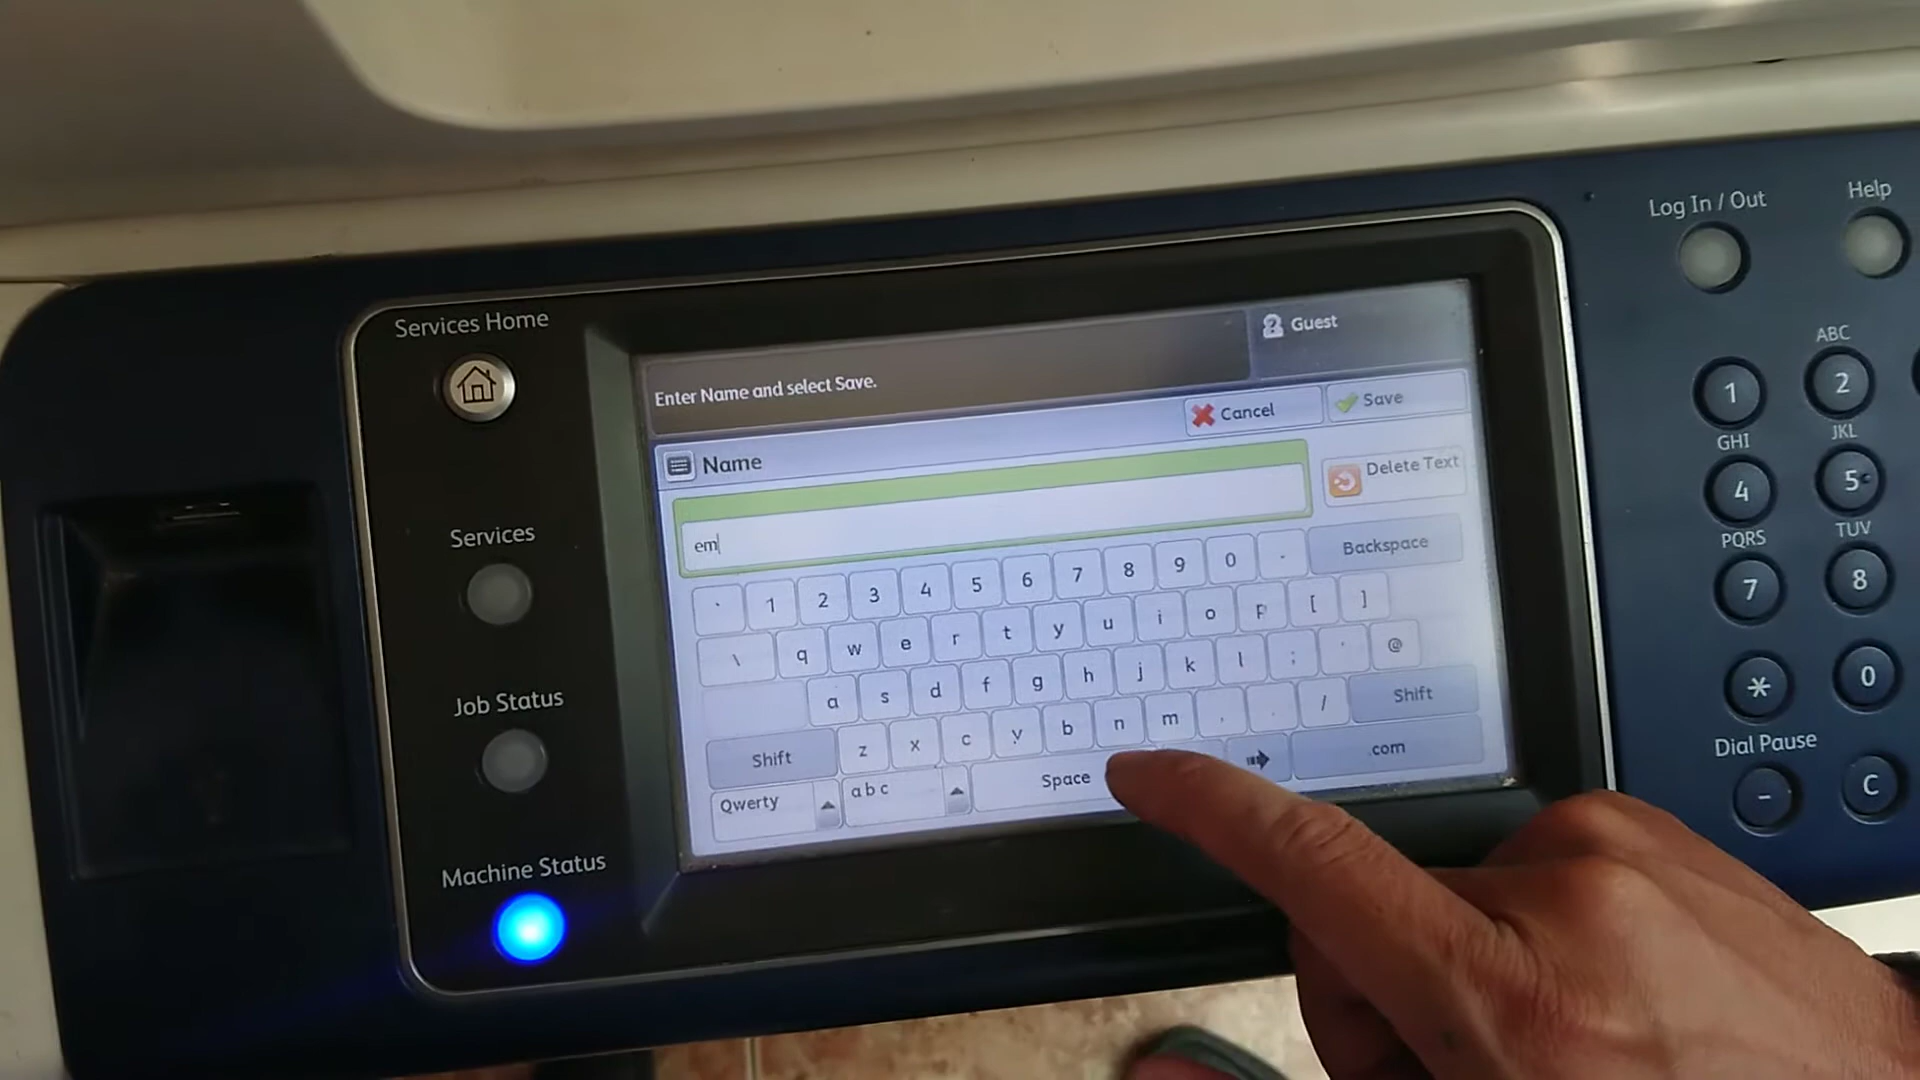 Log In / Out
Help
Services Home
Guest
Enter Name and select Save.
Cancel
Save
Name
Delete Text
em
Backspace
` 1 2 3 4 5 6 7 8 9 0 -
\ q w e r t y u i o p [ ]
a s d f g h j k l ; ' @
Shift z x c v b n m , . / Shift
Qwerty
a b c
Space
.com
Services
Job Status
Machine Status
1
ABC
2
GHI
4
JKL
5
PQRS
7
TUV
8
*
0
Dial Pause
-
C